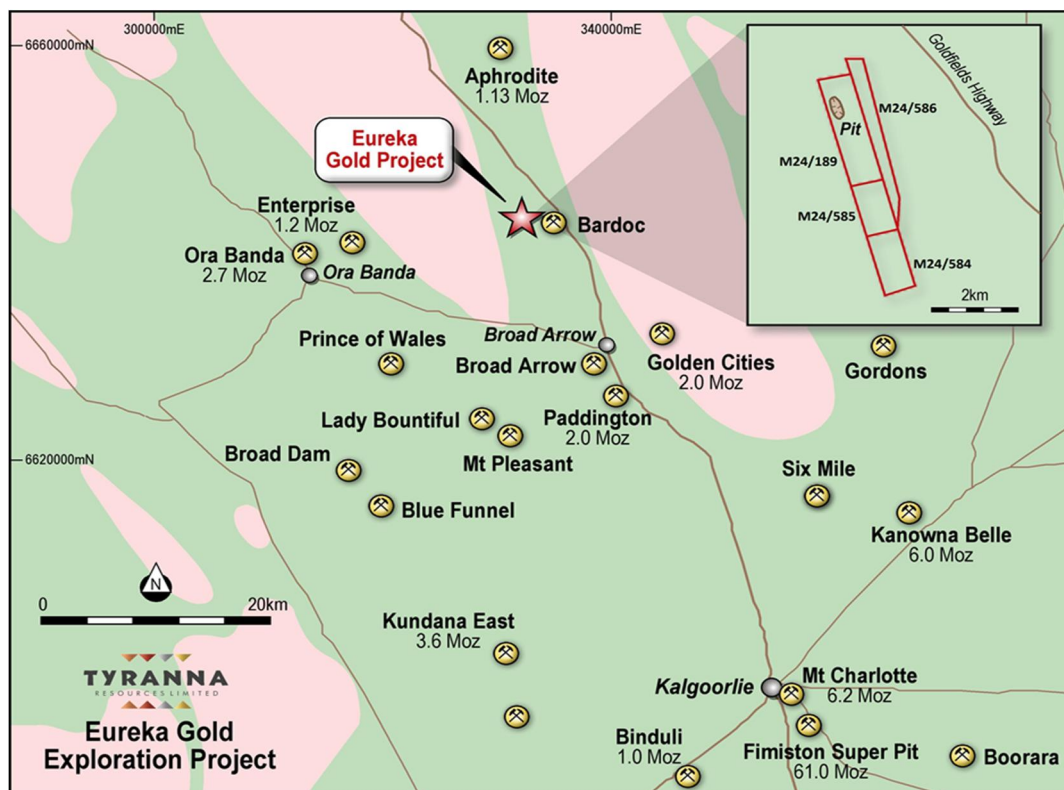 300000mE
340000mE
6660000mN
Aphrodite
1.13 Moz
Eureka
Gold Project
Goldfields Highway
M24/586
Pit
M24/189
M24/585
M24/584
2km
Enterprise
1.2 Moz
Bardoc
Ora Banda
2.7 Moz
Ora Banda
Prince of Wales
Broad Arrow
Broad Arrow
Golden Cities
2.0 Moz
Gordons
Paddington
2.0 Moz
Lady Bountiful
Mt Pleasant
6620000mN
Broad Dam
Blue Funnel
Six Mile
Kanowna Belle
6.0 Moz
N
0 20km
Kundana East
3.6 Moz
TYRANNA
RESOURCES LIMITED
Eureka Gold
Exploration Project
Kalgoorlie
Mt Charlotte
6.2 Moz
Binduli
1.0 Moz
Fimiston Super Pit
61.0 Moz
Boorara